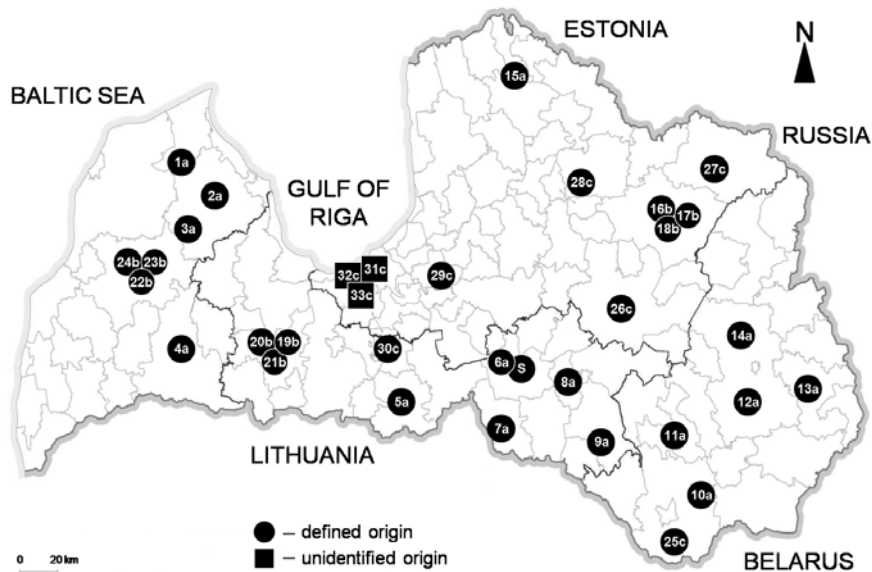 ESTONIA
N
15a
BALTIC SEA
RUSSIA
1a
27c
28c
2a
GULF OF
RIGA
16b
17b
18b
3a
24b
23b
22b
32c
31c
33c
29c
26c
14a
20b
19b
21b
4a
30c
6a
S
8a
13a
12a
5a
7a
11a
9a
LITHUANIA
10a
25c
– defined origin
– unidentified origin
0 20 km
BELARUS